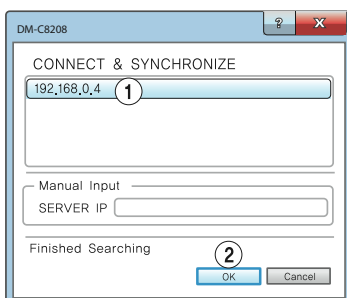 DM-C8208 ? X
CONNECT & SYNCHRONIZE
192.168.0.4 1
Manual Input
SERVER IP
Finished Searching
2
OK Cancel